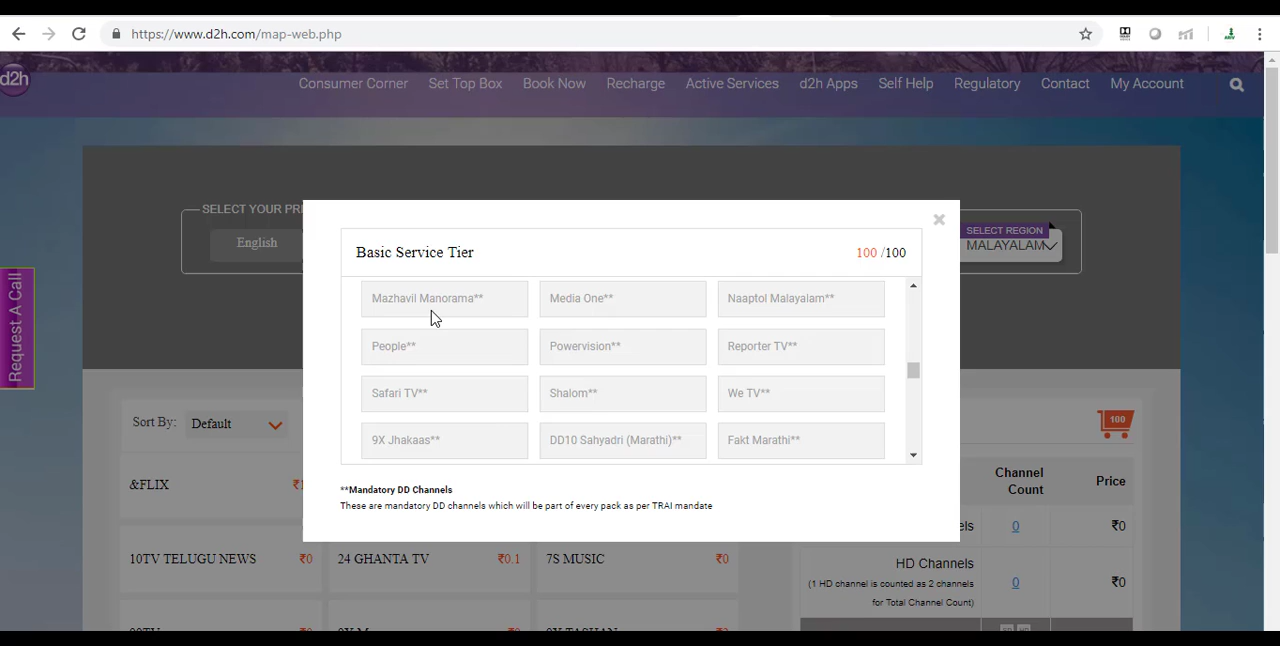 https://www.d2h.com/map-web.php
d2h
Consumer Corner Set Top Box Book Now Recharge Active Services d2h Apps Self Help Regulatory Contact My Account
Request A Call
SELECT YOUR PRE
English
SELECT REGION
MALAYALAM
Basic Service Tier 100 /100
Mazhavil Manorama** Media One** Naaptol Malayalam**
People** Powervision** Reporter TV**
Safari TV** Shalom** We TV**
9X Jhakaas** DD10 Sahyadri (Marathi)** Fakt Marathi**
**Mandatory DD Channels
These are mandatory DD channels which will be part of every pack as per TRAI mandate
Sort By: Default
100
Channel Count Price
&FLIX ₹1
els 0 ₹0
10TV TELUGU NEWS ₹0 24 GHANTA TV ₹0.1 7S MUSIC ₹0
HD Channels 0 ₹0
(1 HD channel is counted as 2 channels
for Total Channel Count)